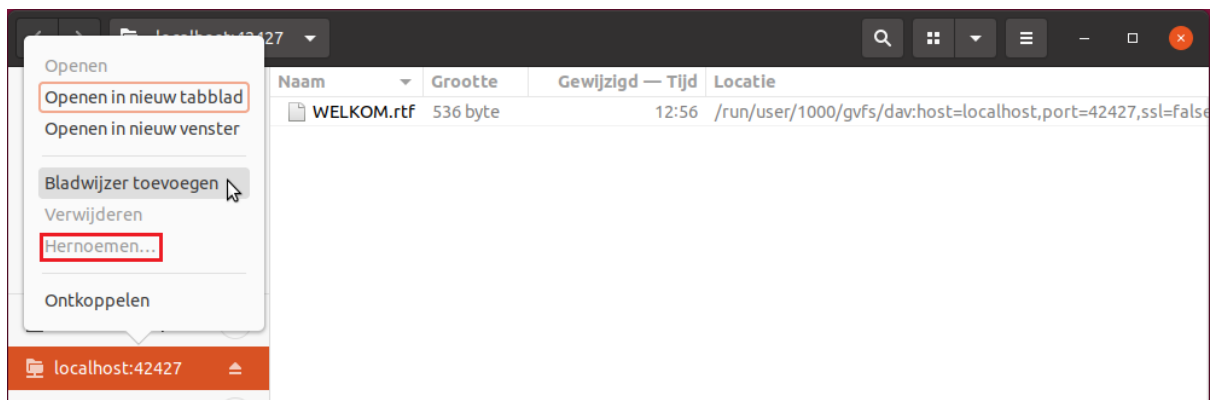 27
Openen
Openen in nieuw tabblad
Openen in nieuw venster
Bladwijzer toevoegen
Verwijderen
Hernoemen...
Ontkoppelen
localhost:42427
Naam Grootte Gewijzigd — Tijd Locatie
WELKOM.rtf 536 byte 12:56 /run/user/1000/gvfs/dav:host=localhost,port=42427,ssl=false